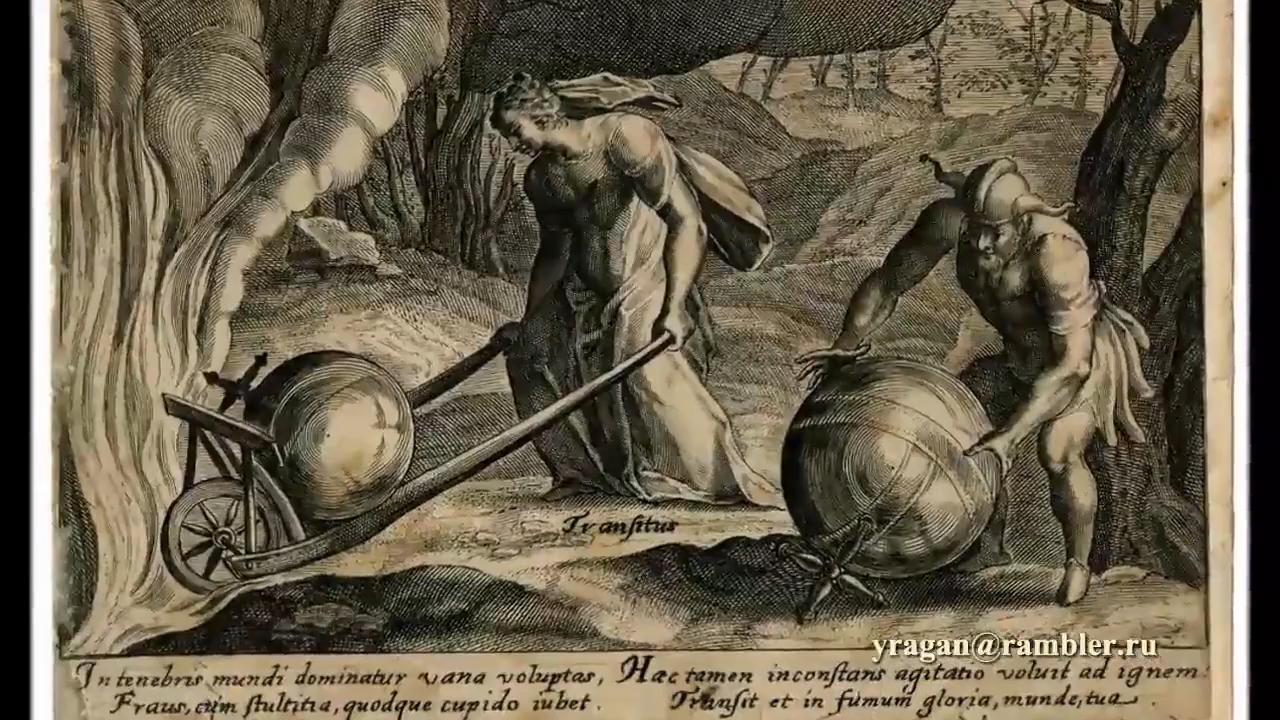 Transitus
yragan@rambler.ru
In tenebris mundi dominatur vana voluptas, Hæc tamen inconstans agitatio voluit ad ignem:
Fraus, cum stultitia, quodque cupido iubet. Transit et in fumum gloria, munde, tua.